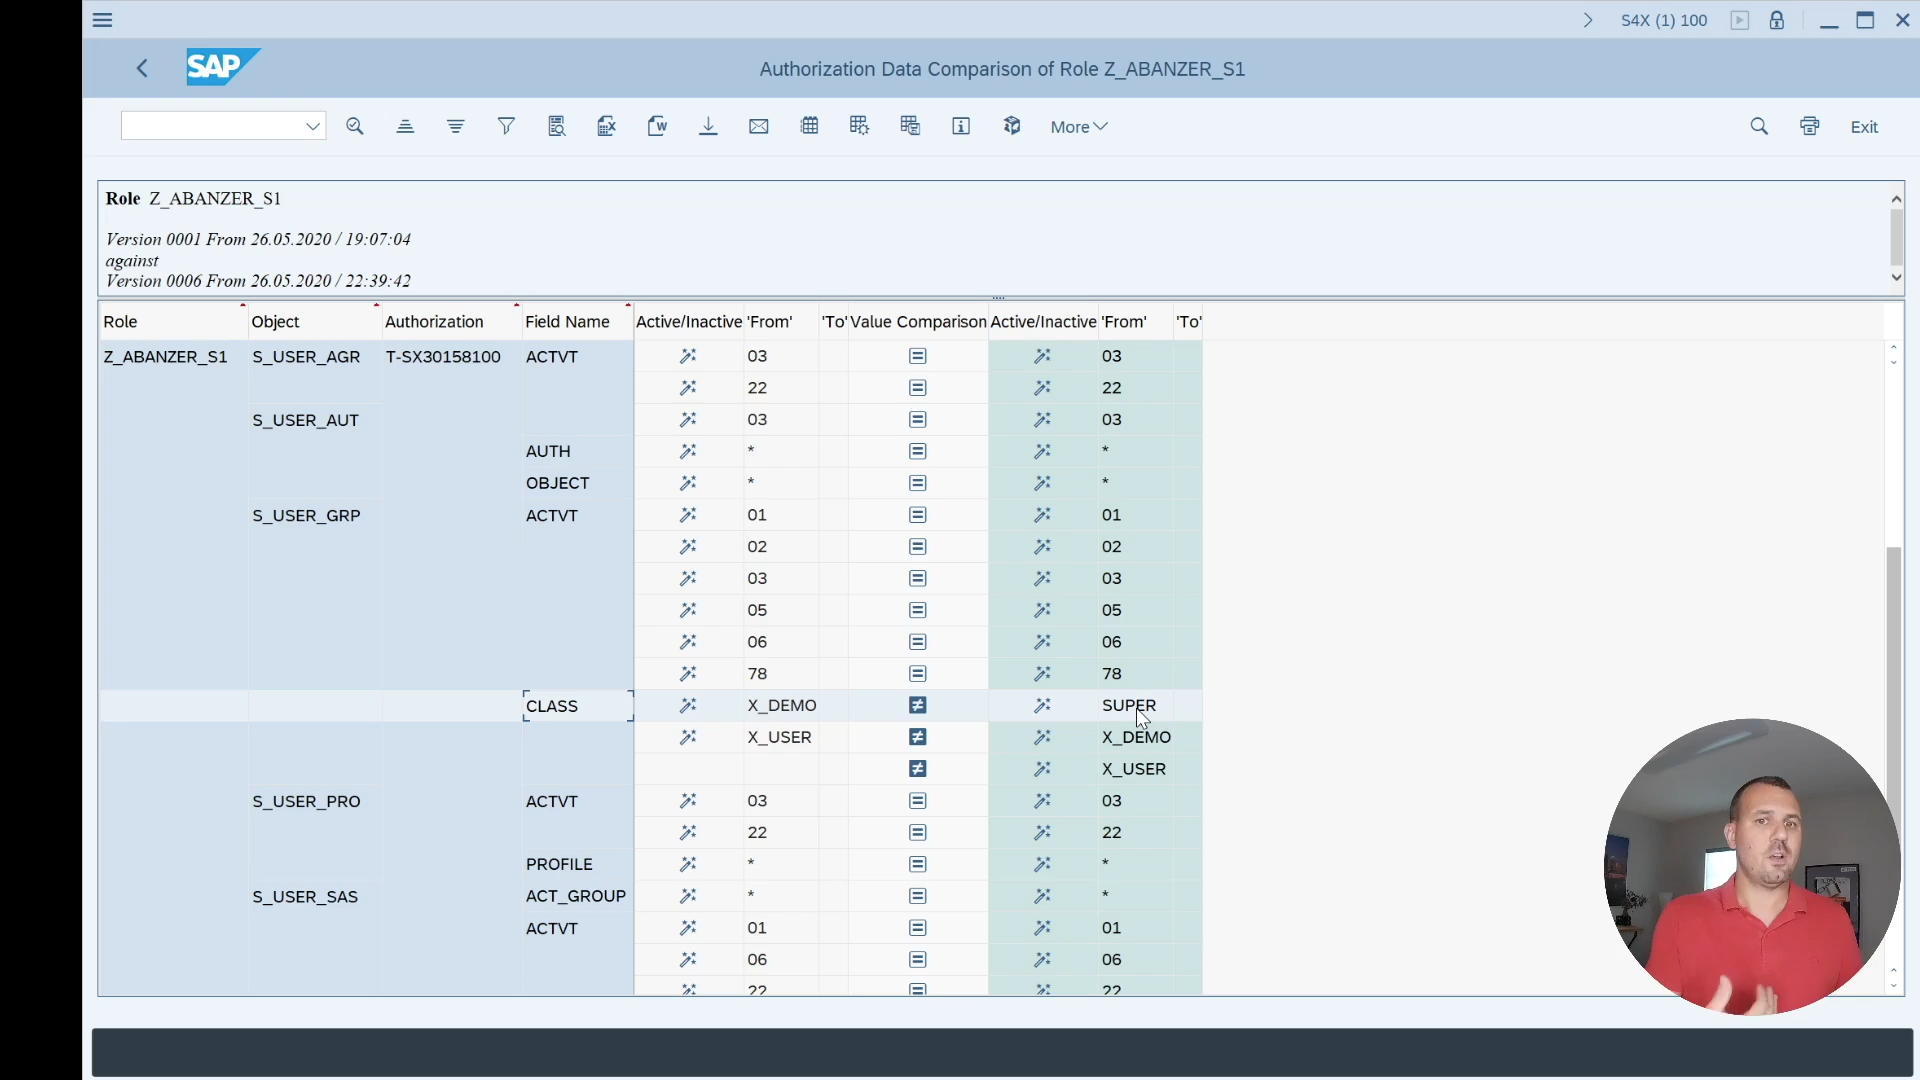 S4X (1) 100
SAP
Authorization Data Comparison of Role Z_ABANZER_S1
More
Exit
Role Z_ABANZER_S1
Version 0001 From 26.05.2020 / 19:07:04
against
Version 0006 From 26.05.2020 / 22:39:42
Role Object Authorization Field Name Active/Inactive 'From' 'To' Value Comparison Active/Inactive 'From' 'To'
Z_ABANZER_S1 S_USER_AGR T-SX30158100 ACTVT 03 03
22 22
S_USER_AUT 03 03
AUTH * *
OBJECT * *
S_USER_GRP ACTVT 01 01
02 02
03 03
05 05
06 06
78 78
CLASS X_DEMO SUPER
X_USER X_DEMO
X_USER
S_USER_PRO ACTVT 03 03
22 22
PROFILE * *
S_USER_SAS ACT_GROUP * *
ACTVT 01 01
06 06
22 22